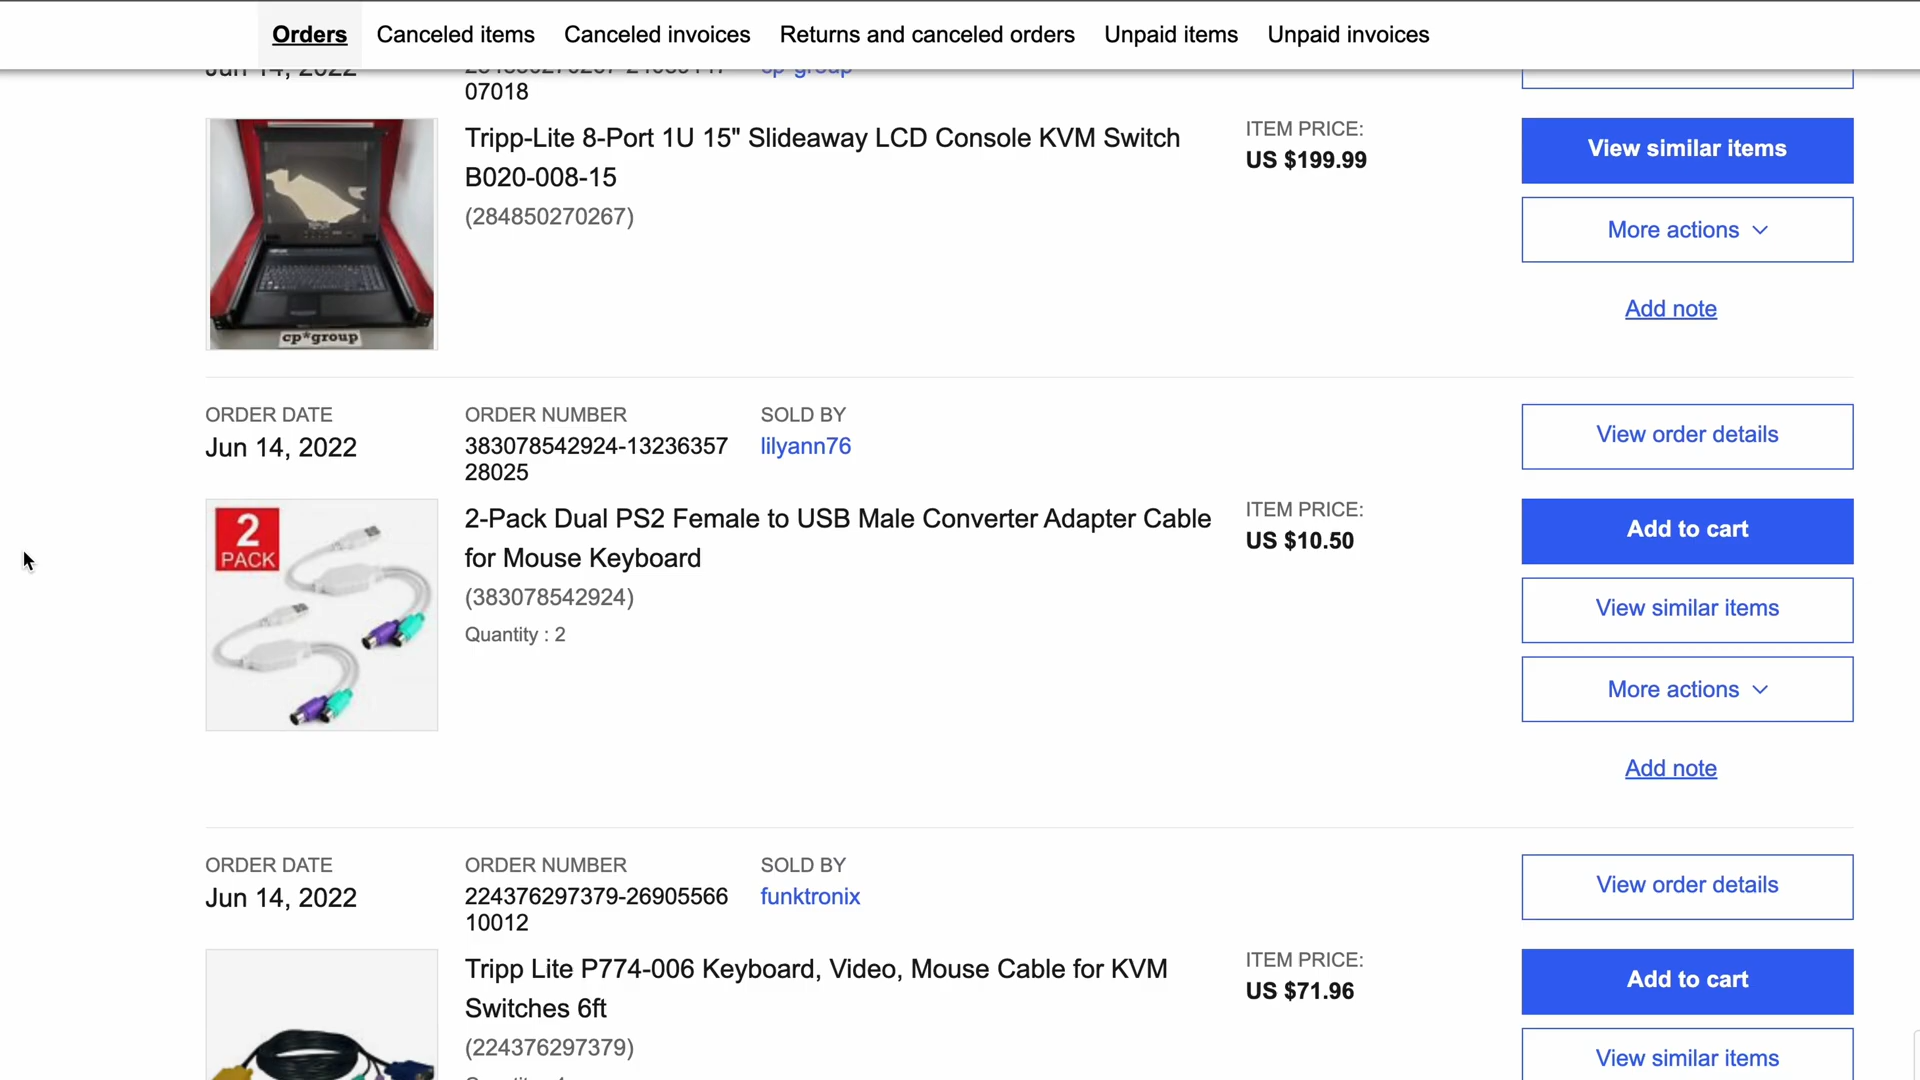 Orders Canceled items Canceled invoices Returns and canceled orders Unpaid items Unpaid invoices
Jun 14, 2022 cp-group
07018
Tripp-Lite 8-Port 1U 15" Slideaway LCD Console KVM Switch
B020-008-15
(284850270267)
ITEM PRICE:
US $199.99
View similar items
More actions
Add note
cp*group
ORDER DATE
Jun 14, 2022
ORDER NUMBER
383078542924-13236357
28025
SOLD BY
lilyann76
View order details
2 PACK
2-Pack Dual PS2 Female to USB Male Converter Adapter Cable
for Mouse Keyboard
(383078542924)
Quantity : 2
ITEM PRICE:
US $10.50
Add to cart
View similar items
More actions
Add note
ORDER DATE
Jun 14, 2022
ORDER NUMBER
224376297379-26905566
10012
SOLD BY
funktronix
View order details
Tripp Lite P774-006 Keyboard, Video, Mouse Cable for KVM
Switches 6ft
(224376297379)
ITEM PRICE:
US $71.96
Add to cart
View similar items